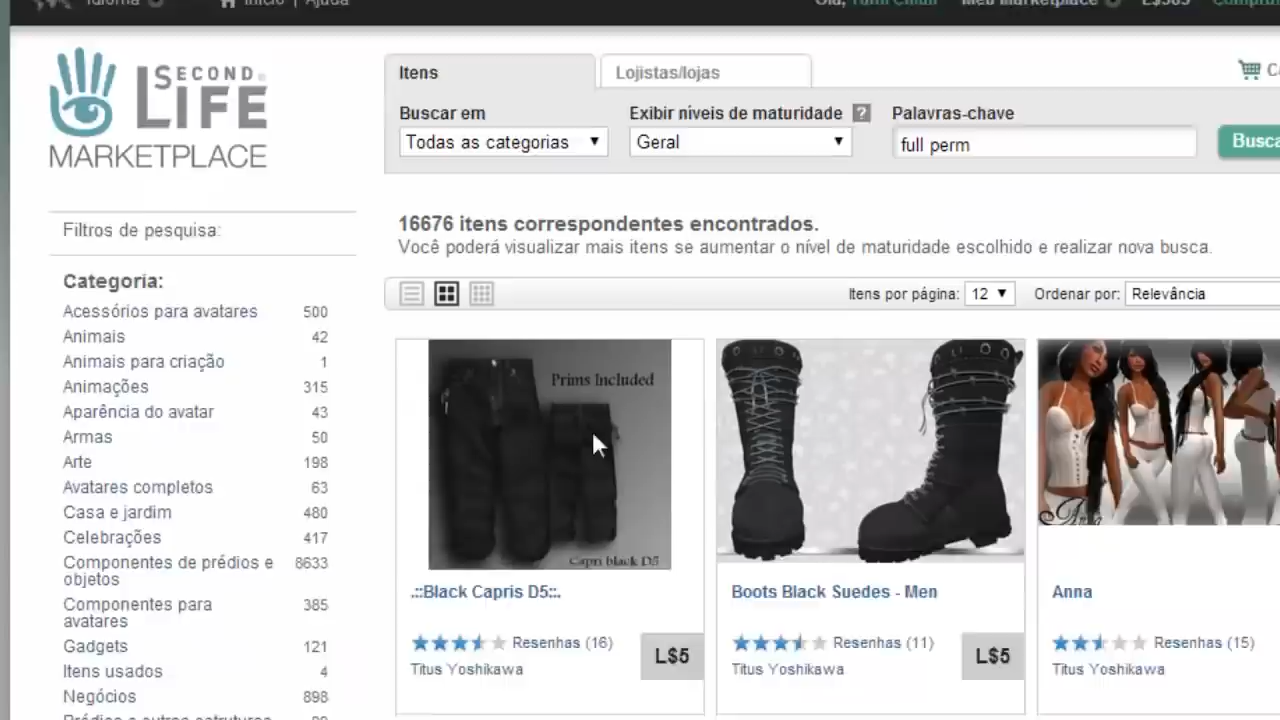 Início | Ajuda
SECOND
LIFE
MARKETPLACE
Itens
Lojistas/lojas
Buscar em
Exibir níveis de maturidade ?
Palavras-chave
Todas as categorias
Geral
full perm
Filtros de pesquisa:
16676 itens correspondentes encontrados.
Você poderá visualizar mais itens se aumentar o nível de maturidade escolhido e realizar nova busca.
Itens por página: 12
Ordenar por: Relevância
Categoria:
Acessórios para avatares 500
Animais 42
Animais para criação 1
Animações 315
Aparência do avatar 43
Armas 50
Arte 198
Avatares completos 63
Casa e jardim 480
Celebrações 417
Componentes de prédios e 8633
objetos
Componentes para 385
avatares
Gadgets 121
Itens usados 4
Negócios 898
Prims Included
Capri black D5
.::Black Capris D5::.
Resenhas (16)
Titus Yoshikawa
L$5
Boots Black Suedes - Men
Resenhas (11)
Titus Yoshikawa
L$5
Anna
Anna
Resenhas (15)
Titus Yoshikawa